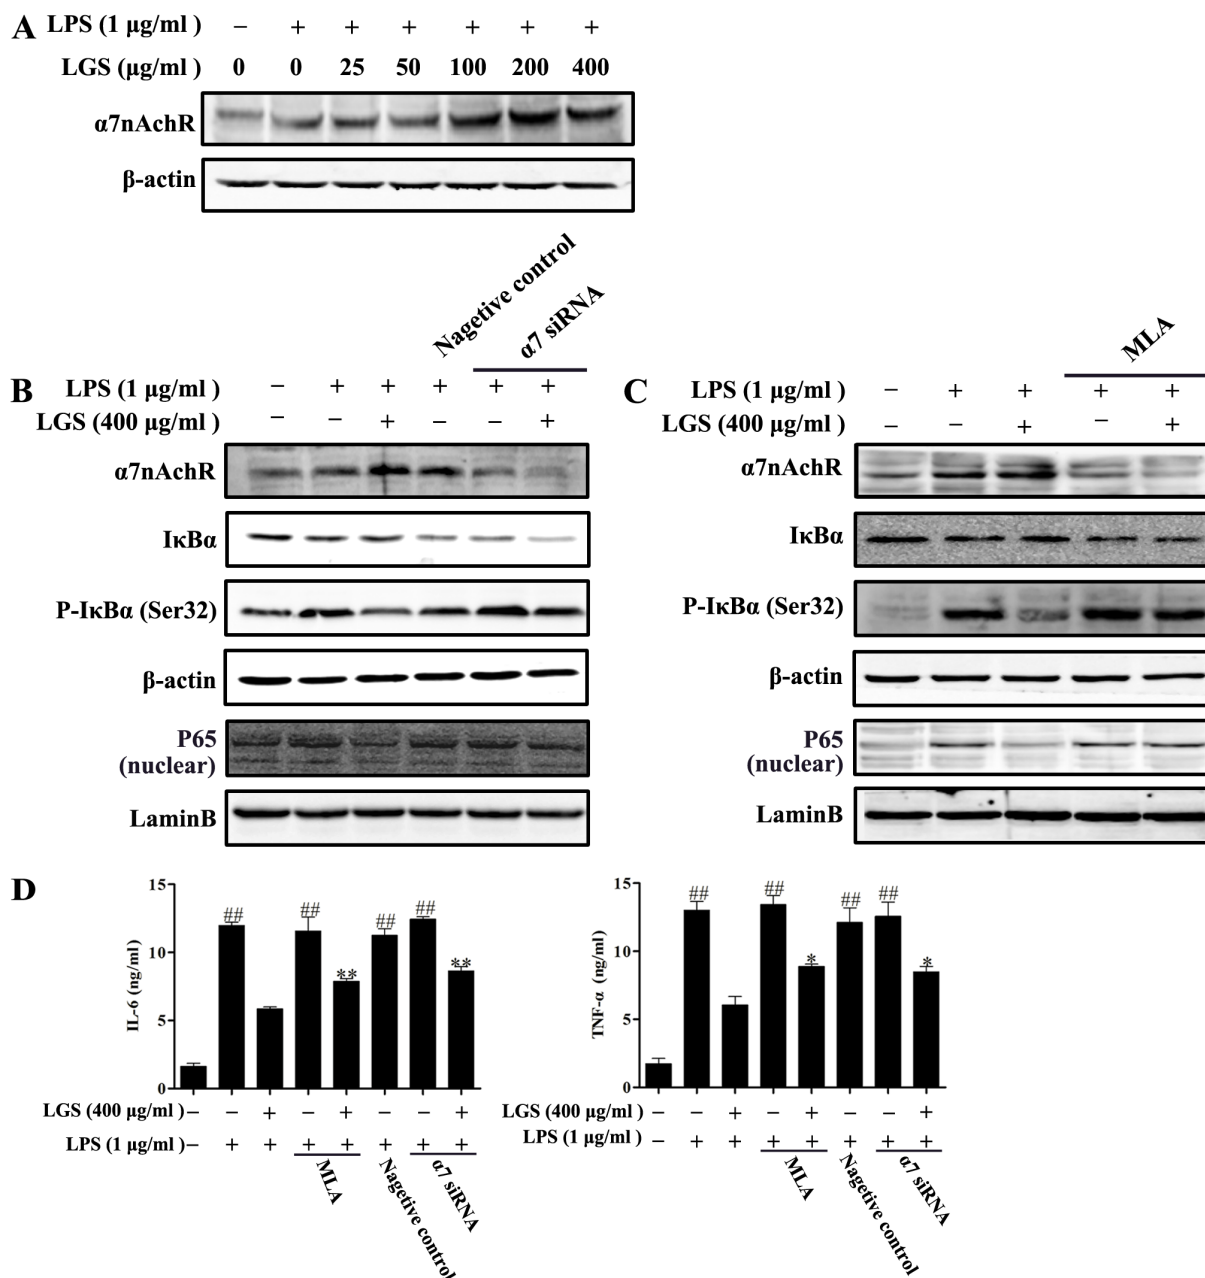 A
LPS (1 μg/ml ) − + + + + + +
LGS (μg/ml ) 0 0 25 50 100 200 400
α7nAchR
β-actin
Nagetive control
α7 siRNA
B
LPS (1 μg/ml ) − + + + + +
LGS (400 μg/ml ) − − + − − +
α7nAchR
IκBα
P-IκBα (Ser32)
β-actin
P65
(nuclear)
LaminB
MLA
C
LPS (1 μg/ml ) − + + + +
LGS (400 μg/ml ) − − + − +
α7nAchR
IκBα
P-IκBα (Ser32)
β-actin
P65
(nuclear)
LaminB
D
IL-6 (ng/ml)
15
10
5
0
## ## ** ## ## **
LGS (400 μg/ml ) − − + − + − − +
LPS (1 μg/ml ) − + + + + + + +
MLA
Nagetive control
α7 siRNA
TNF-α (ng/ml)
15
10
5
0
## ## * ## ## *
LGS (400 μg/ml ) − − + − + − − +
LPS (1 μg/ml ) − + + + + + + +
MLA
Nagetive control
α7 siRNA